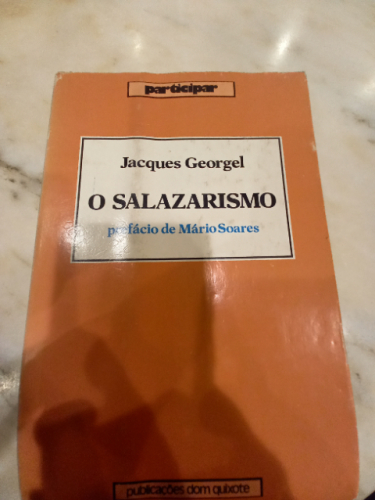 participar
Jacques Georgel
O SALAZARISMO
prefácio de Mário Soares
publicações dom quixote